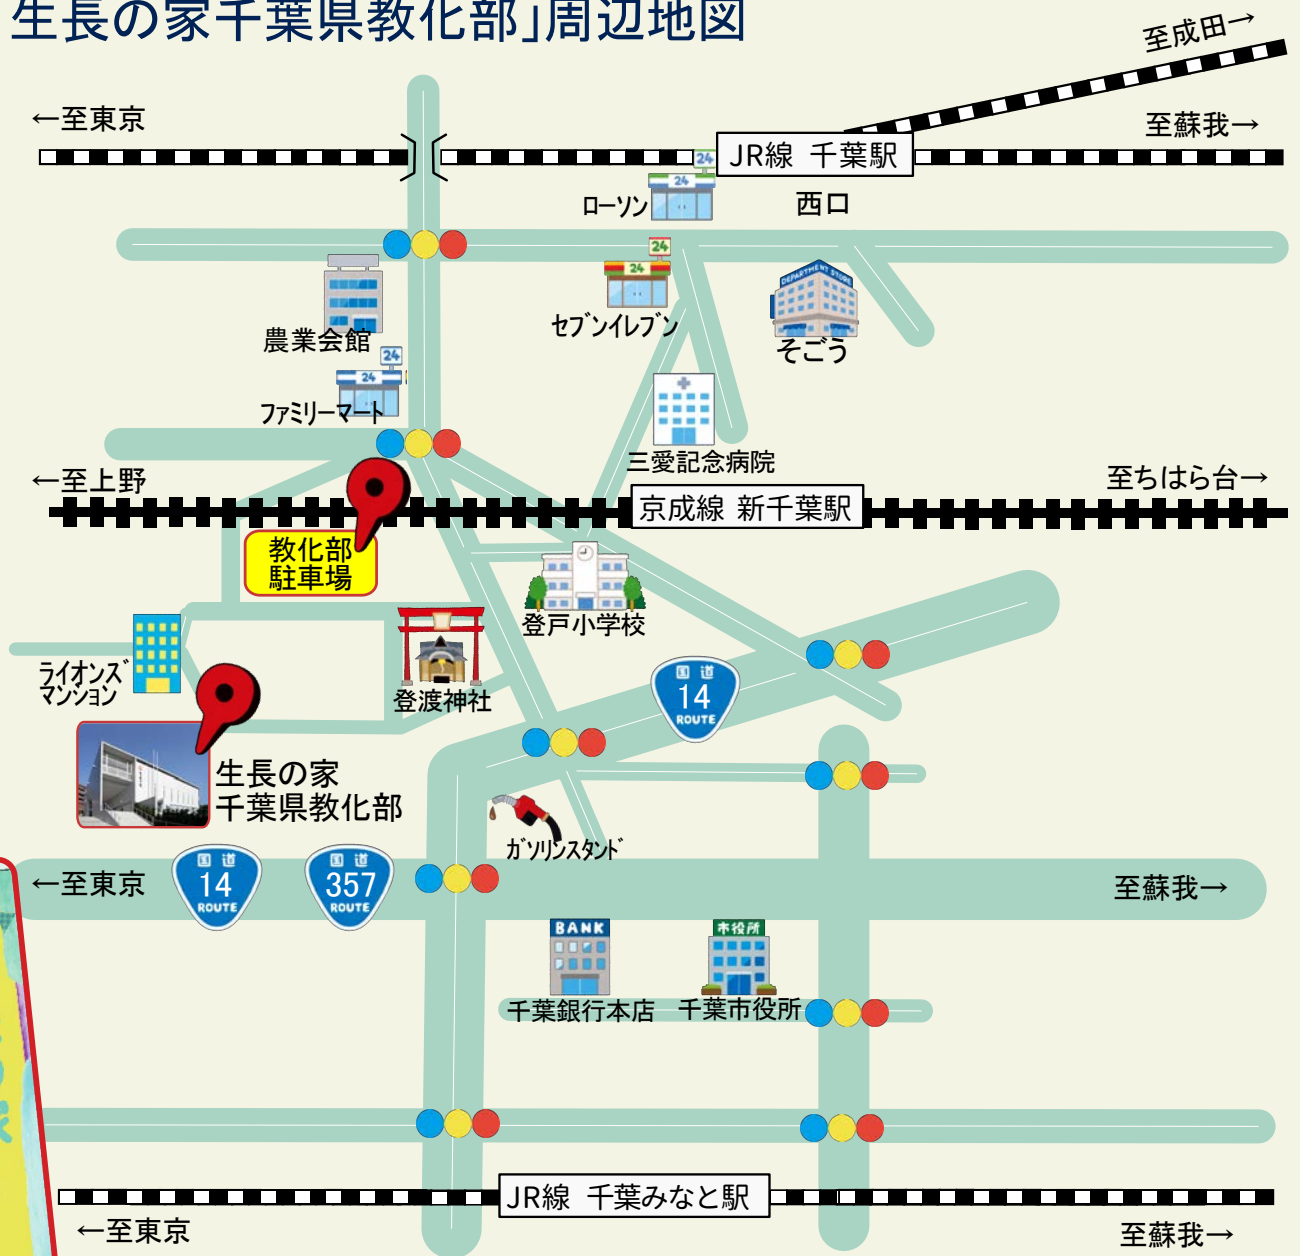 生長の家千葉県教化部」周辺地図
至成田→
←至東京
至蘇我→
JR線 千葉駅
24
24
ローソン
西口
24
24
セブンイレブン
DEPARTMENT STORE
そごう
農業会館
24
24
ファミリーマート
三愛記念病院
←至上野
至ちはら台→
京成線 新千葉駅
教化部
駐車場
登戸小学校
ライオンズ
マンション
登渡神社
国道
14
ROUTE
生長の家
千葉県教化部
ガソリンスタンド
←至東京
国道
14
ROUTE
国道
357
ROUTE
至蘇我→
BANK
市役所
千葉銀行本店
千葉市役所
JR線 千葉みなと駅
←至東京
至蘇我→